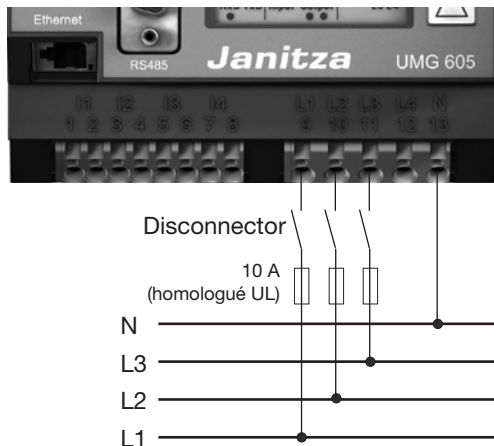 Ethernet
RS485
Janitza
UMG 605
I1 I2 I3 I4
1 2 3 4 5 6 7 8
L1 L2 L3 L4 N
9 10 11 12 13
Disconnector
10 A
(homologué UL)
N
L3
L2
L1